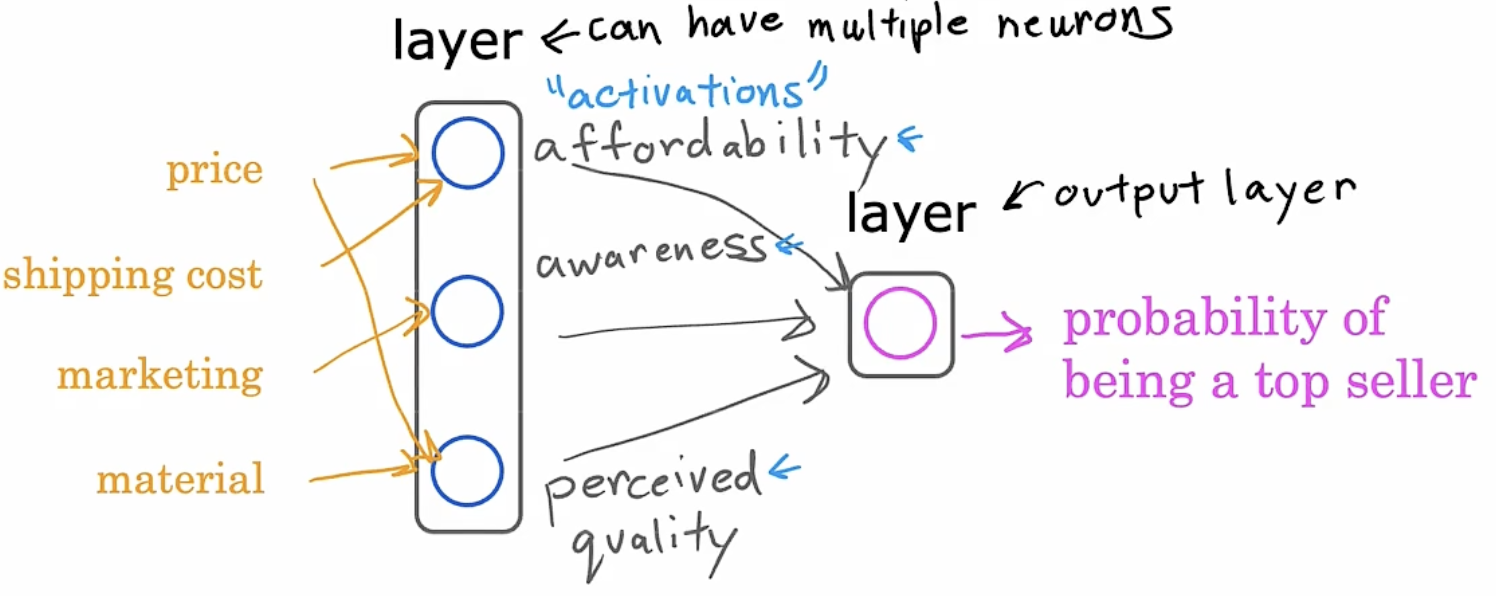 layer ← can have multiple neurons
"activations"
affordability ←
price
layer ← output layer
awareness ←
shipping cost
probability of
being a top seller
marketing
material
perceived ←
quality